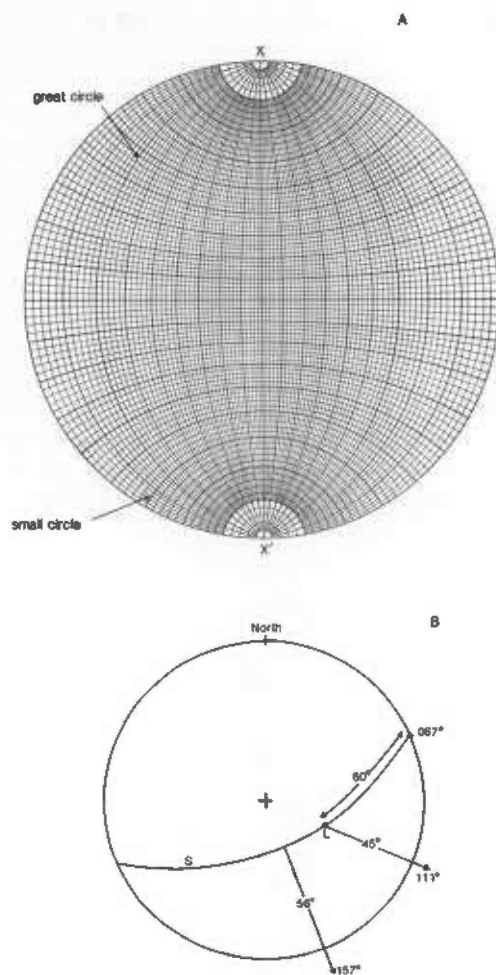 A
X
great circle
small circle
X'
B
North
067°
60°
S
L
45°
111°
56°
157°